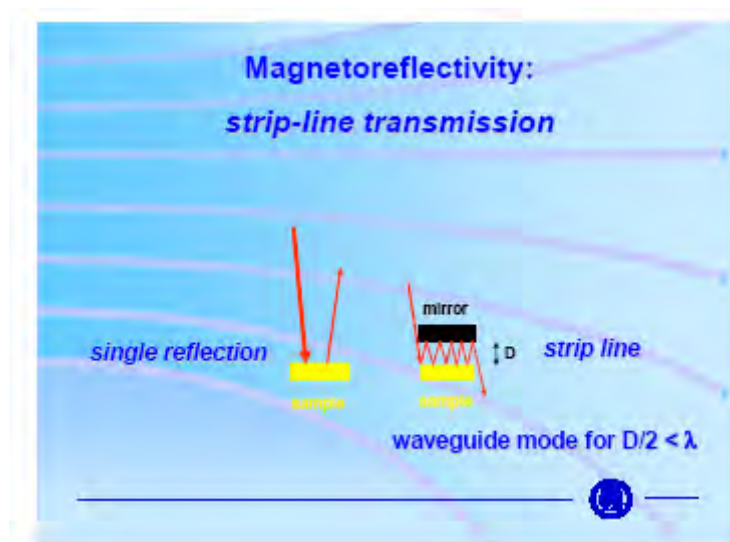 Magnetoreflectivity:
strip-line transmission
mirror
single reflection
D
strip line
sample
sample
waveguide mode for D/2 < λ